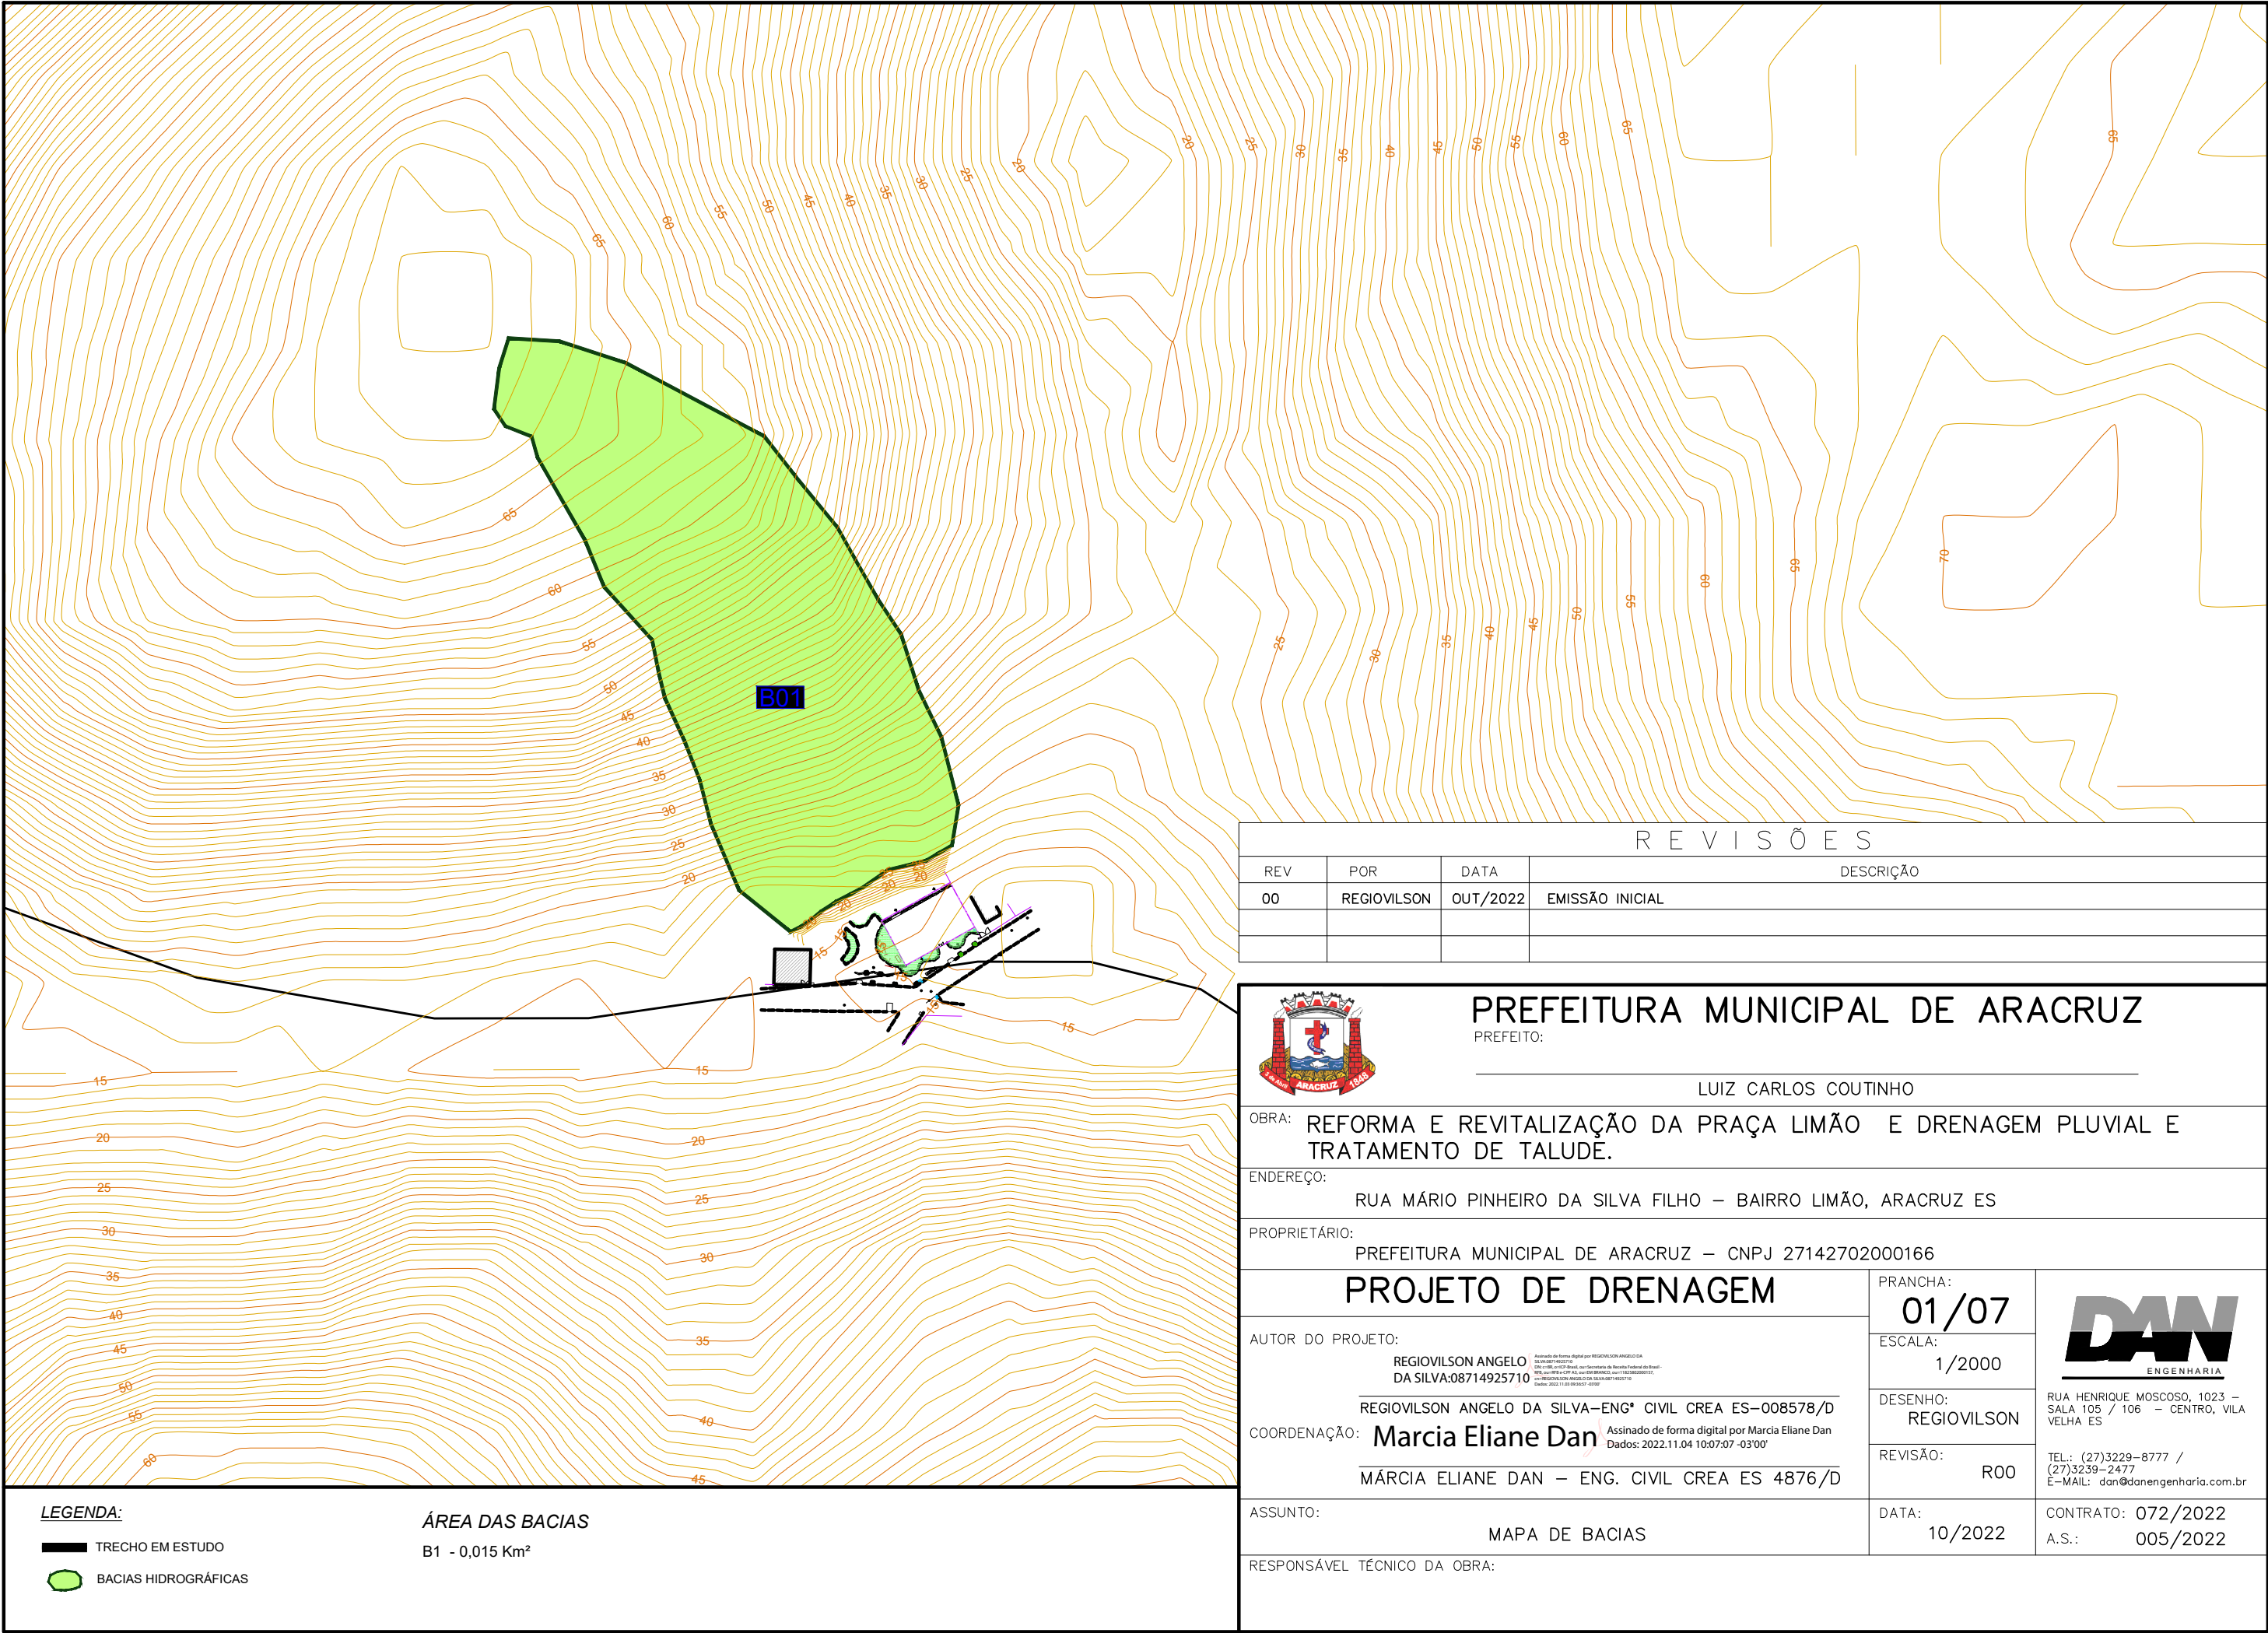 B01
R E V I S Õ E S
REV POR DATA DESCRIÇÃO
00 REGIOVILSON OUT/2022 EMISSÃO INICIAL
3 de Abril ARACRUZ 1848
PREFEITURA MUNICIPAL DE ARACRUZ
PREFEITO:
LUIZ CARLOS COUTINHO
OBRA: REFORMA E REVITALIZAÇÃO DA PRAÇA LIMÃO E DRENAGEM PLUVIAL E
TRATAMENTO DE TALUDE.
ENDEREÇO:
RUA MÁRIO PINHEIRO DA SILVA FILHO – BAIRRO LIMÃO, ARACRUZ ES
PROPRIETÁRIO:
PREFEITURA MUNICIPAL DE ARACRUZ – CNPJ 27142702000166
PROJETO DE DRENAGEM
AUTOR DO PROJETO:
REGIOVILSON ANGELO
DA SILVA:08714925710
REGIOVILSON ANGELO DA SILVA–ENGº CIVIL CREA ES–008578/D
COORDENAÇÃO: Marcia Eliane Dan
Assinado de forma digital por Marcia Eliane Dan
Dados: 2022.11.04 10:07:07 -03'00'
MÁRCIA ELIANE DAN – ENG. CIVIL CREA ES 4876/D
PRANCHA:
01/07
ESCALA:
1/2000
DESENHO:
REGIOVILSON
REVISÃO:
R00
DAN
ENGENHARIA
RUA HENRIQUE MOSCOSO, 1023 –
SALA 105 / 106 – CENTRO, VILA
VELHA ES
TEL.: (27)3229–8777 /
(27)3239–2477
E–MAIL: dan@danengenharia.com.br
ASSUNTO:
MAPA DE BACIAS
DATA:
10/2022
CONTRATO: 072/2022
A.S.: 005/2022
RESPONSÁVEL TÉCNICO DA OBRA:
LEGENDA:
TRECHO EM ESTUDO
BACIAS HIDROGRÁFICAS
ÁREA DAS BACIAS
B1 - 0,015 Km²